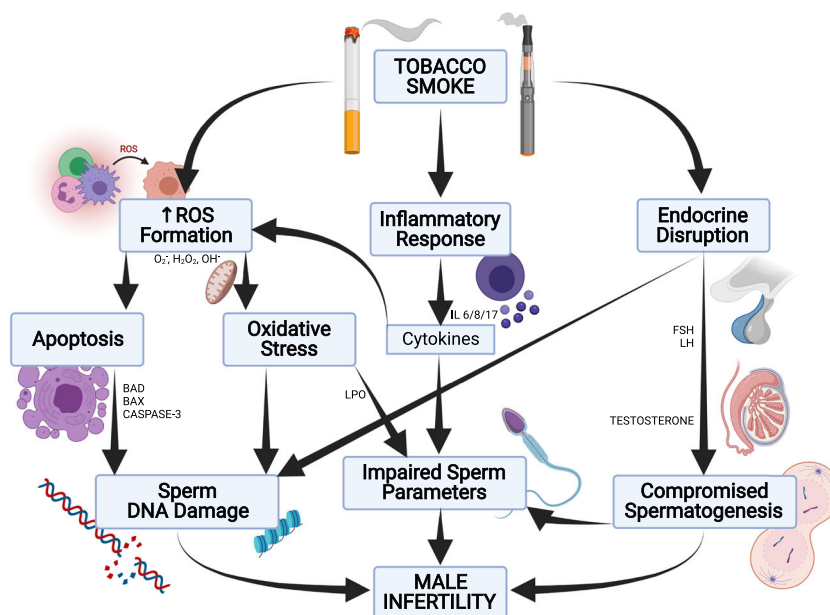 TOBACCO
SMOKE
ROS
↑ROS
Formation
O₂⁻, H₂O₂, OH⁻
Inflammatory
Response
Endocrine
Disruption
IL 6/8/17
Apoptosis
Oxidative
Stress
Cytokines
FSH
LH
BAD
BAX
CASPASE-3
LPO
TESTOSTERONE
Sperm
DNA Damage
Impaired Sperm
Parameters
Compromised
Spermatogenesis
MALE
INFERTILITY